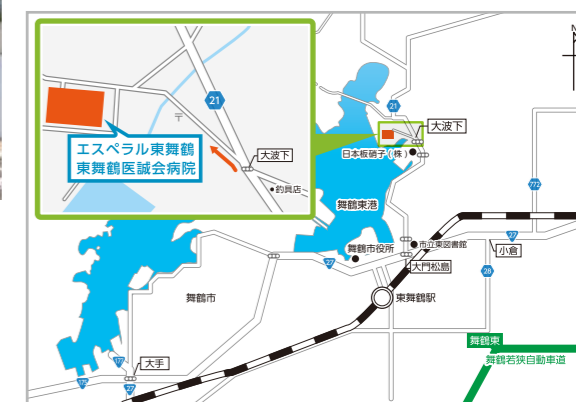 21
〒
エスペラル東舞鶴
東舞鶴医誠会病院
大波下
釣具店
N
21
大波下
日本板硝子(株)
舞鶴東港
772
舞鶴市役所
市立東図書館
27
小倉
27
大門松島
28
舞鶴市
東舞鶴駅
舞鶴東
舞鶴若狭自動車道
大手
177
175
27